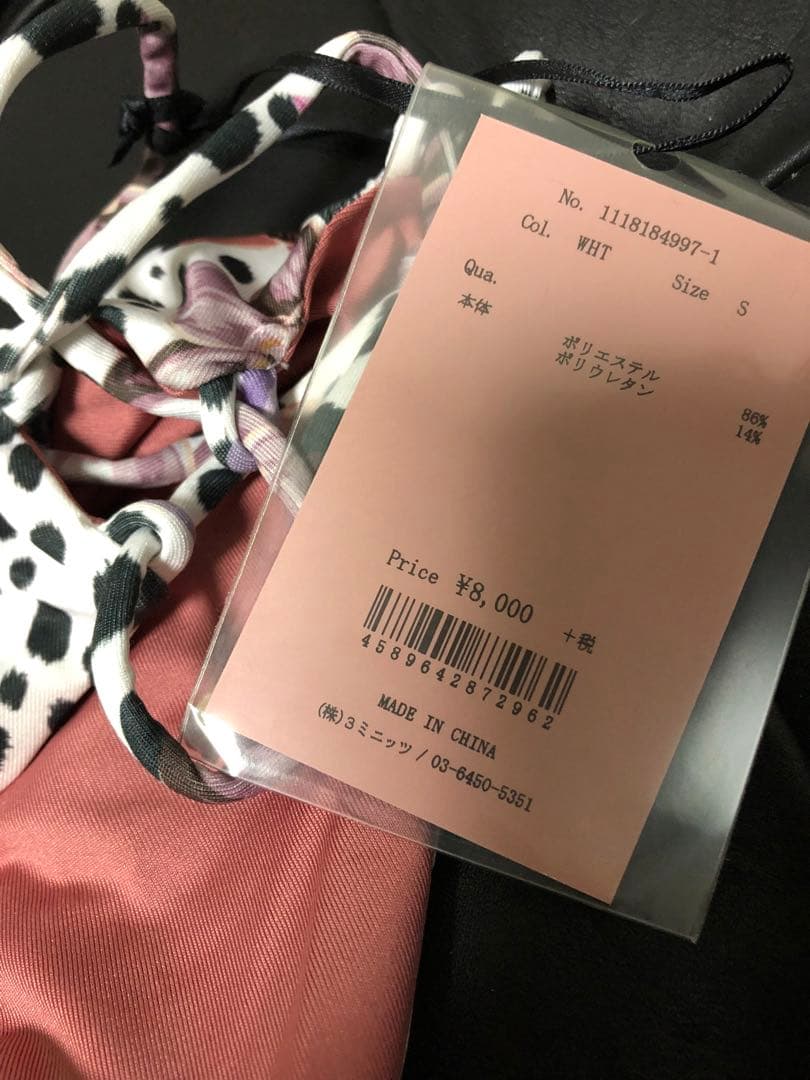 No. 1118184997-1
Col. WHT Size S
Qua.
本体
ポリエステル 86%
ポリウレタン 14%
Price ¥8,000 +税
4589642872962
MADE IN CHINA
(株)3ミニッツ / 03-6450-5351